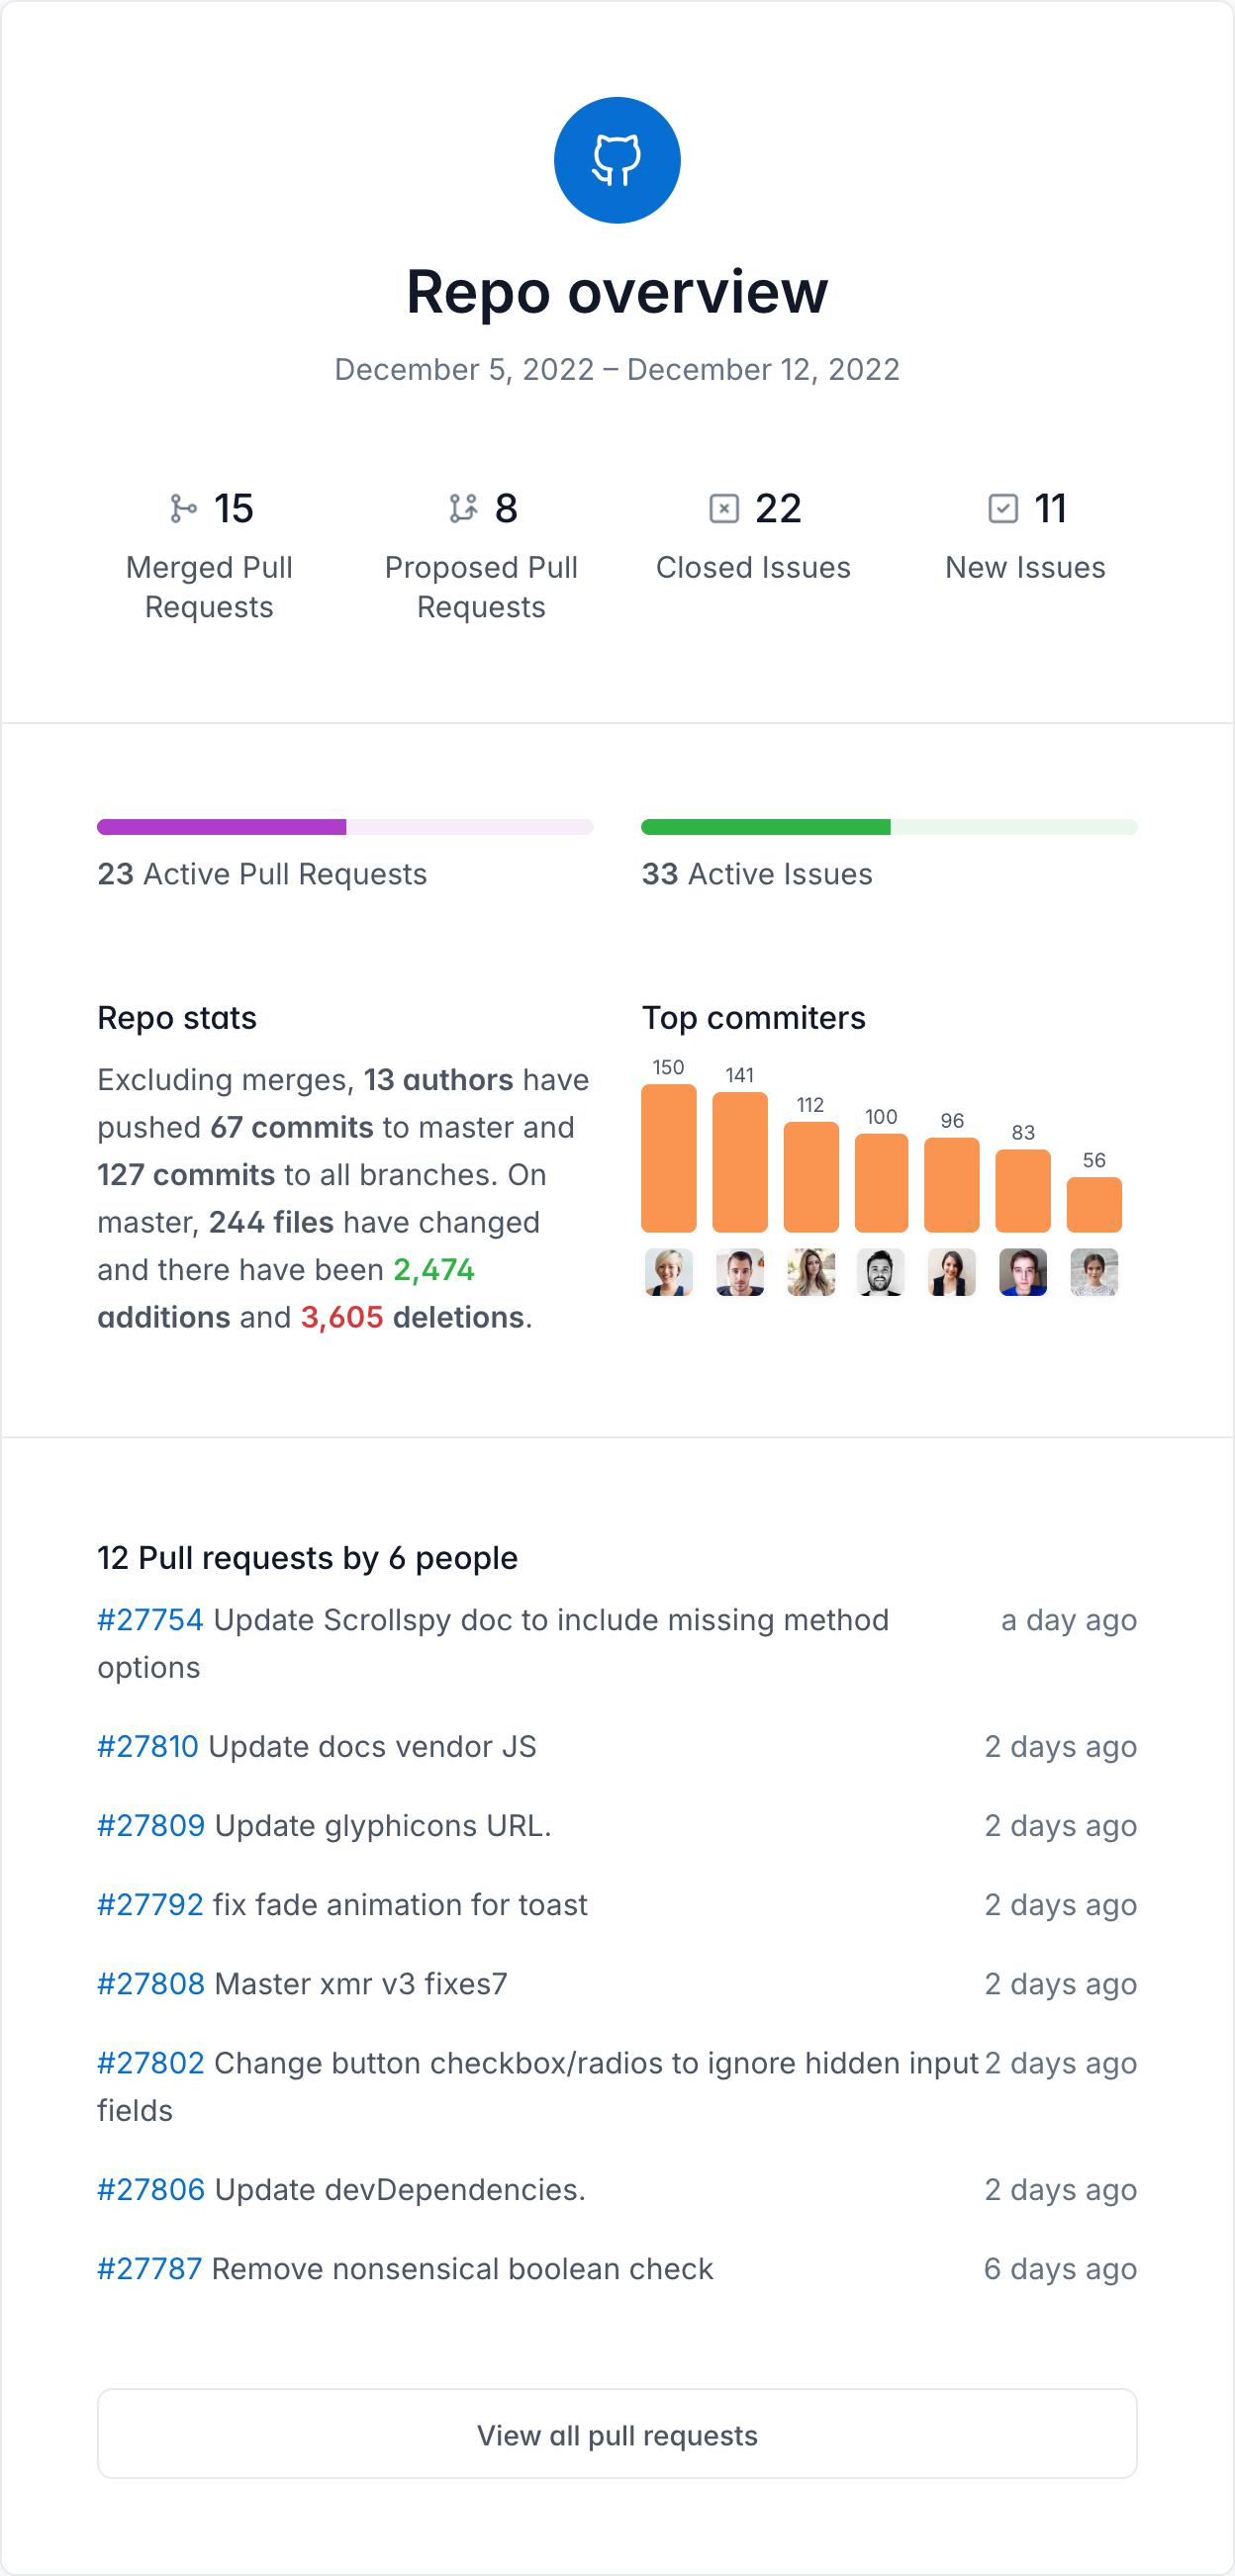 Repo overview
December 5, 2022 – December 12, 2022
15
Merged Pull
Requests
8
Proposed Pull
Requests
22
Closed Issues
11
New Issues
23 Active Pull Requests
33 Active Issues
Repo stats
Excluding merges, 13 authors have
pushed 67 commits to master and
127 commits to all branches. On
master, 244 files have changed
and there have been 2,474
additions and 3,605 deletions.
Top commiters
150
141
112
100
96
83
56
12 Pull requests by 6 people
#27754 Update Scrollspy doc to include missing method a day ago
options
#27810 Update docs vendor JS 2 days ago
#27809 Update glyphicons URL. 2 days ago
#27792 fix fade animation for toast 2 days ago
#27808 Master xmr v3 fixes7 2 days ago
#27802 Change button checkbox/radios to ignore hidden input 2 days ago
fields
#27806 Update devDependencies. 2 days ago
#27787 Remove nonsensical boolean check 6 days ago
View all pull requests